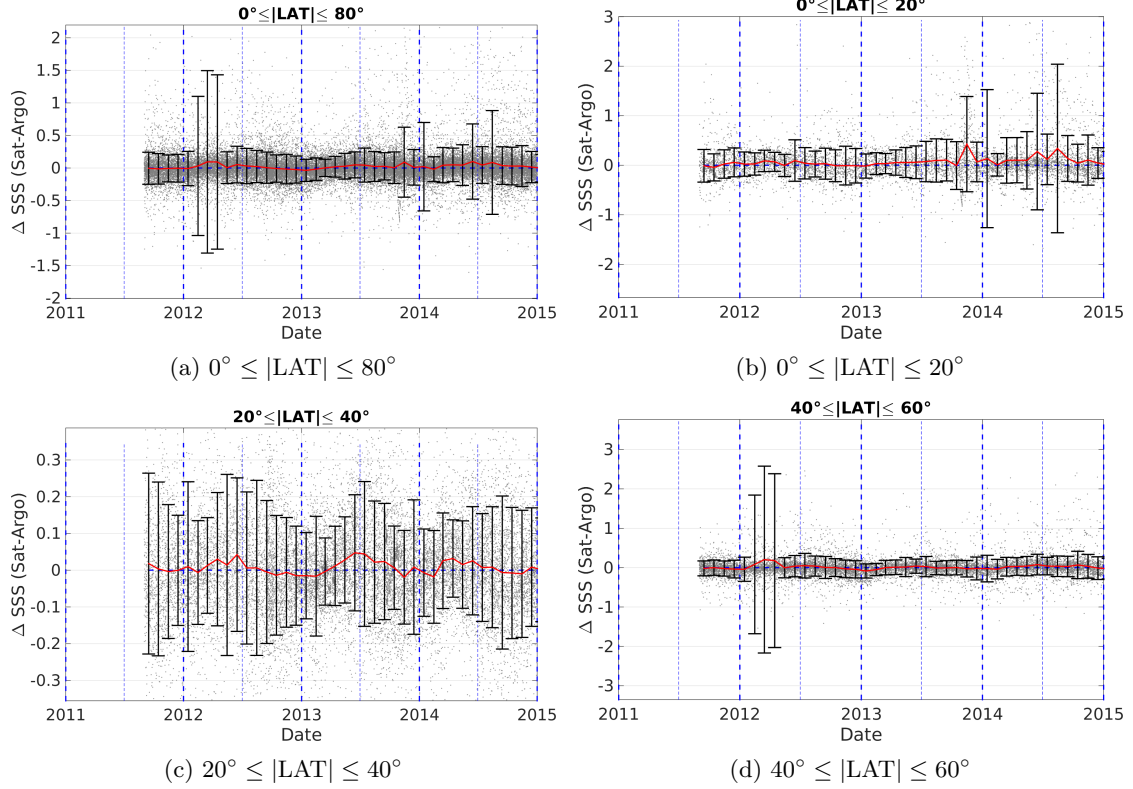 0°≤|LAT|≤ 80°
2
1.5
1
0.5
0
-0.5
-1
-1.5
-2
Δ SSS (Sat-Argo)
2011 2012 2013 2014 2015
Date
(a) 0° ≤ |LAT| ≤ 80°
0°≤|LAT|≤ 20°
3
2
1
0
-1
-2
Δ SSS (Sat-Argo)
2011 2012 2013 2014 2015
Date
(b) 0° ≤ |LAT| ≤ 20°
20°≤|LAT|≤ 40°
0.3
0.2
0.1
0
-0.1
-0.2
-0.3
Δ SSS (Sat-Argo)
2011 2012 2013 2014 2015
Date
(c) 20° ≤ |LAT| ≤ 40°
40°≤|LAT|≤ 60°
3
2
1
0
-1
-2
-3
Δ SSS (Sat-Argo)
2011 2012 2013 2014 2015
Date
(d) 40° ≤ |LAT| ≤ 60°